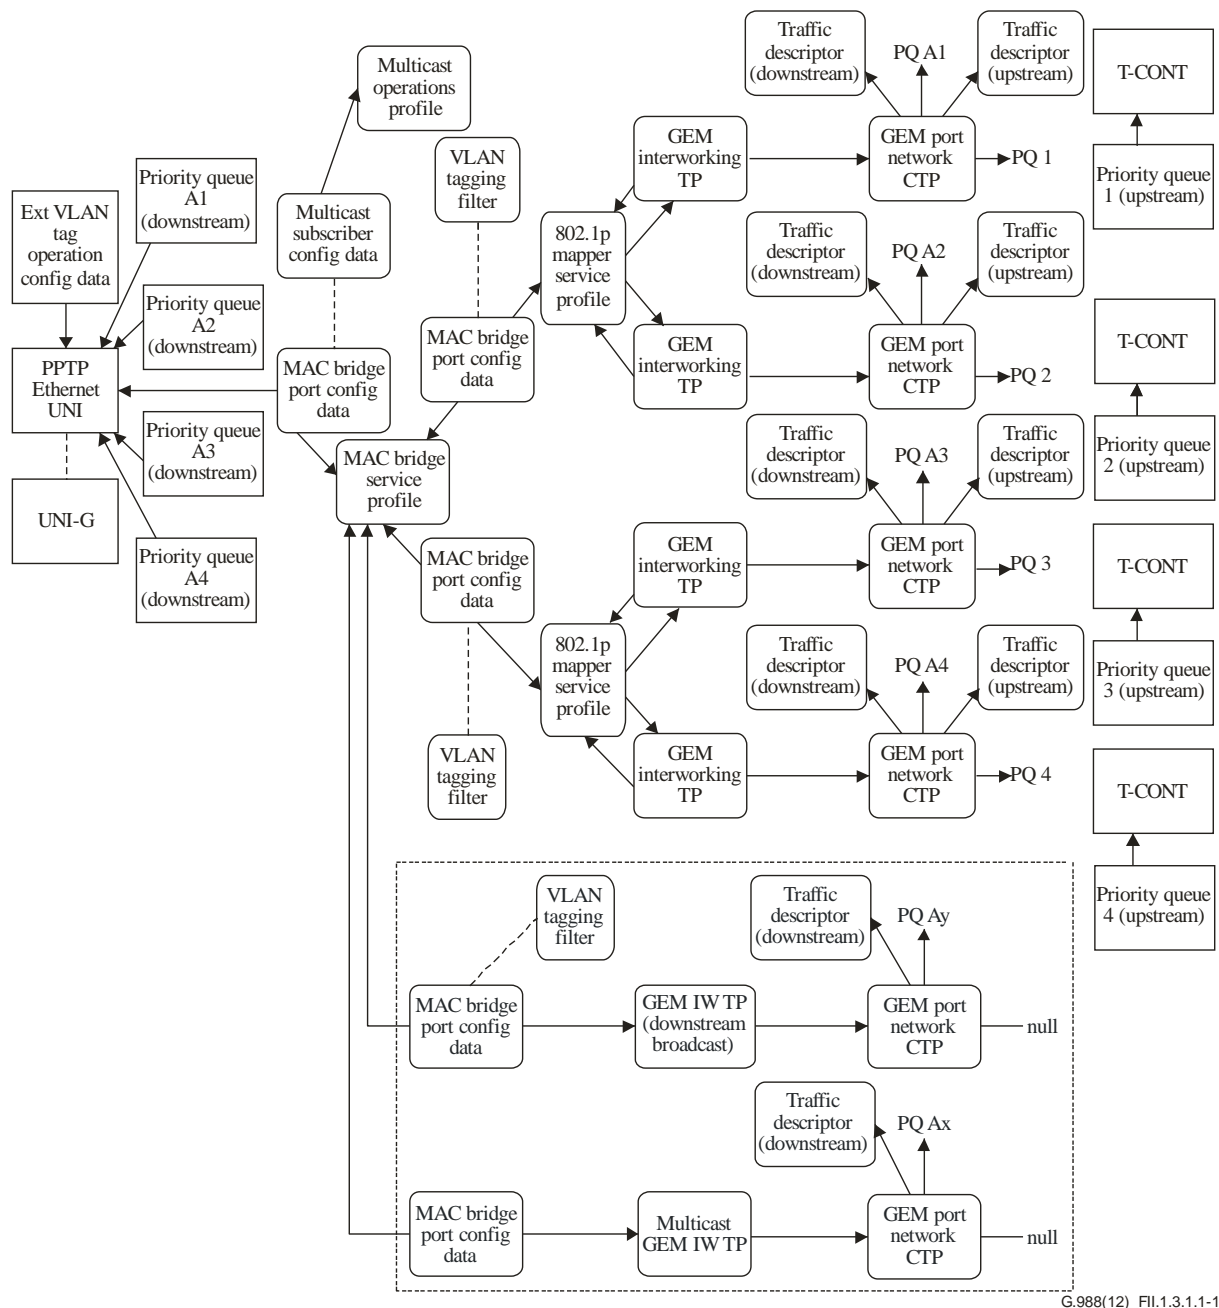 Traffic
descriptor
(downstream)
PQ A1
Traffic
descriptor
(upstream)
T-CONT
Multicast
operations
profile
GEM
interworking
TP
GEM port
network
CTP
PQ 1
Priority queue
1 (upstream)
VLAN
tagging
filter
Priority queue
A1
(downstream)
Ext VLAN
tag
operation
config data
Multicast
subscriber
config data
802.1p
mapper
service
profile
Traffic
descriptor
(downstream)
PQ A2
Traffic
descriptor
(upstream)
Priority queue
A2
(downstream)
MAC bridge
port config
data
GEM
interworking
TP
GEM port
network
CTP
PQ 2
T-CONT
PPTP
Ethernet
UNI
MAC bridge
port config
data
Priority queue
A3
(downstream)
MAC bridge
service
profile
Traffic
descriptor
(downstream)
PQ A3
Traffic
descriptor
(upstream)
Priority queue
2 (upstream)
UNI-G
Priority queue
A4
(downstream)
MAC bridge
port config
data
GEM
interworking
TP
GEM port
network
CTP
PQ 3
T-CONT
802.1p
mapper
service
profile
Traffic
descriptor
(downstream)
PQ A4
Traffic
descriptor
(upstream)
Priority queue
3 (upstream)
VLAN
tagging
filter
GEM
interworking
TP
GEM port
network
CTP
PQ 4
T-CONT
VLAN
tagging
filter
Traffic
descriptor
(downstream)
PQ Ay
Priority queue
4 (upstream)
MAC bridge
port config
data
GEM IW TP
(downstream
broadcast)
GEM port
network
CTP
null
Traffic
descriptor
(downstream)
PQ Ax
MAC bridge
port config
data
Multicast
GEM IW TP
GEM port
network
CTP
null
G.988(12)_FII.1.3.1.1-1